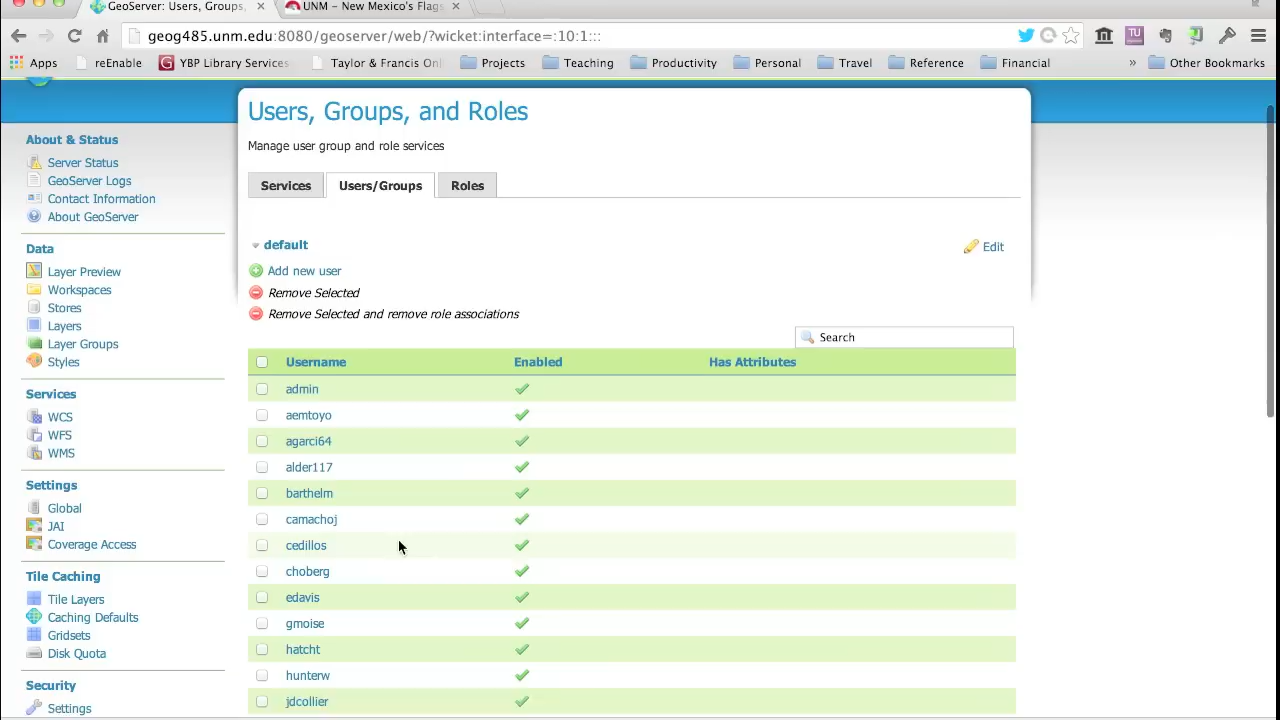 GeoServer: Users, Groups,
UNM – New Mexico's Flags
geog485.unm.edu:8080/geoserver/web/?wicket:interface=:10:1:::
Apps reEnable YBP Library Service Taylor & Francis Onl Projects Teaching Productivity Personal Travel Reference Financial » Other Bookmarks
Users, Groups, and Roles
Manage user group and role services
Services Users/Groups Roles
default
Edit
Add new user
Remove Selected
Remove Selected and remove role associations
Search
Username Enabled Has Attributes
admin
aemtoyo
agarci64
alder117
barthelm
camachoj
cedillos
choberg
edavis
gmoise
hatcht
hunterw
jdcollier
About & Status
Server Status
GeoServer Logs
Contact Information
About GeoServer
Data
Layer Preview
Workspaces
Stores
Layers
Layer Groups
Styles
Services
WCS
WFS
WMS
Settings
Global
JAI
Coverage Access
Tile Caching
Tile Layers
Caching Defaults
Gridsets
Disk Quota
Security
Settings